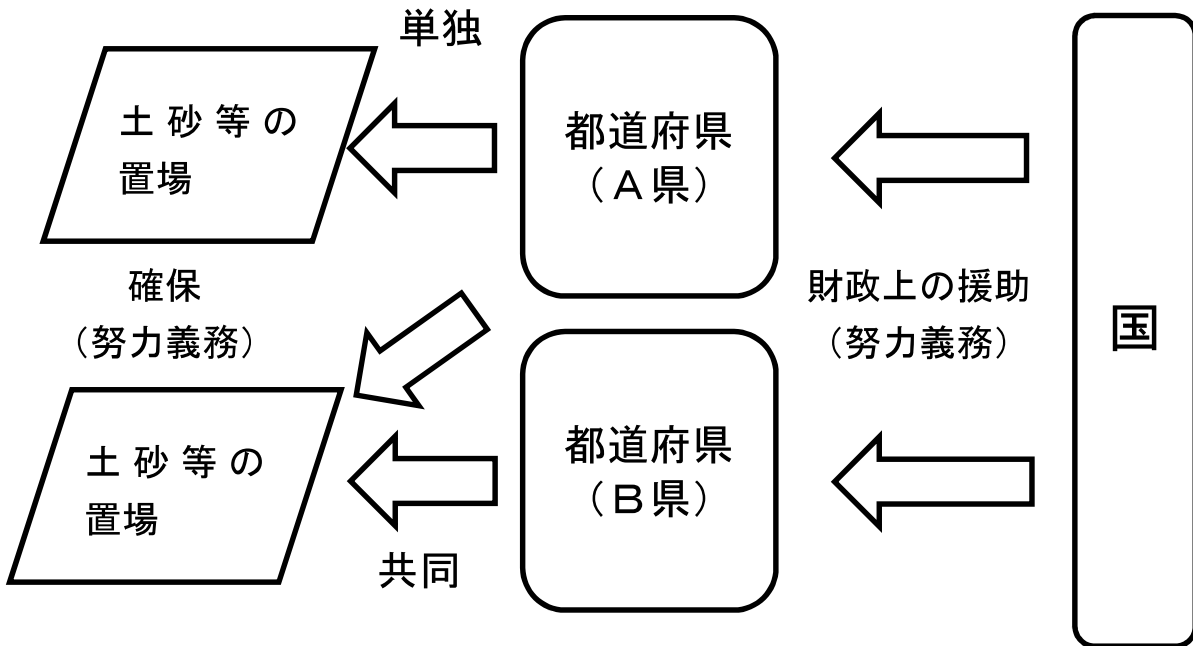 単独
土砂等の
置場
都道府県
（Ａ県）
確保
（努力義務）
財政上の援助
（努力義務）
国
土砂等の
置場
都道府県
（Ｂ県）
共同